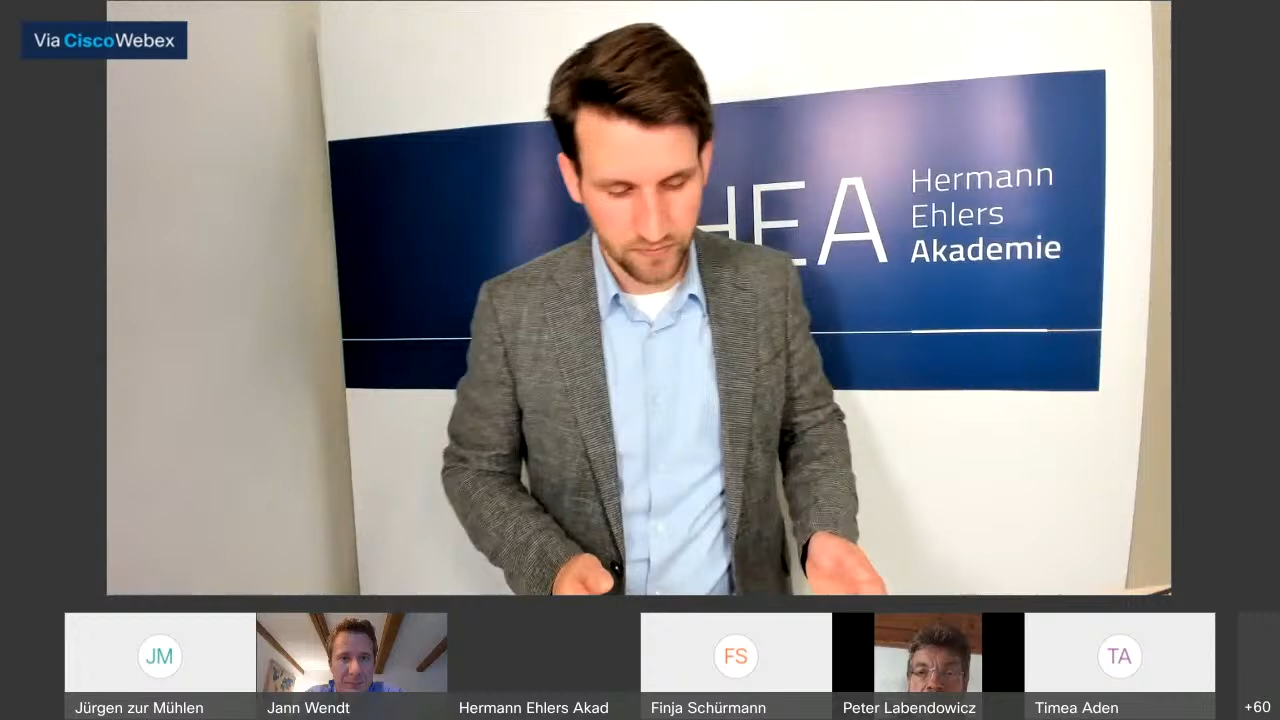 Via Cisco Webex
HEA
Hermann
Ehlers
Akademie
JM
FS
TA
Jürgen zur Mühlen
Jann Wendt
Hermann Ehlers Akad
Finja Schürmann
Peter Labendowicz
Timea Aden
+60